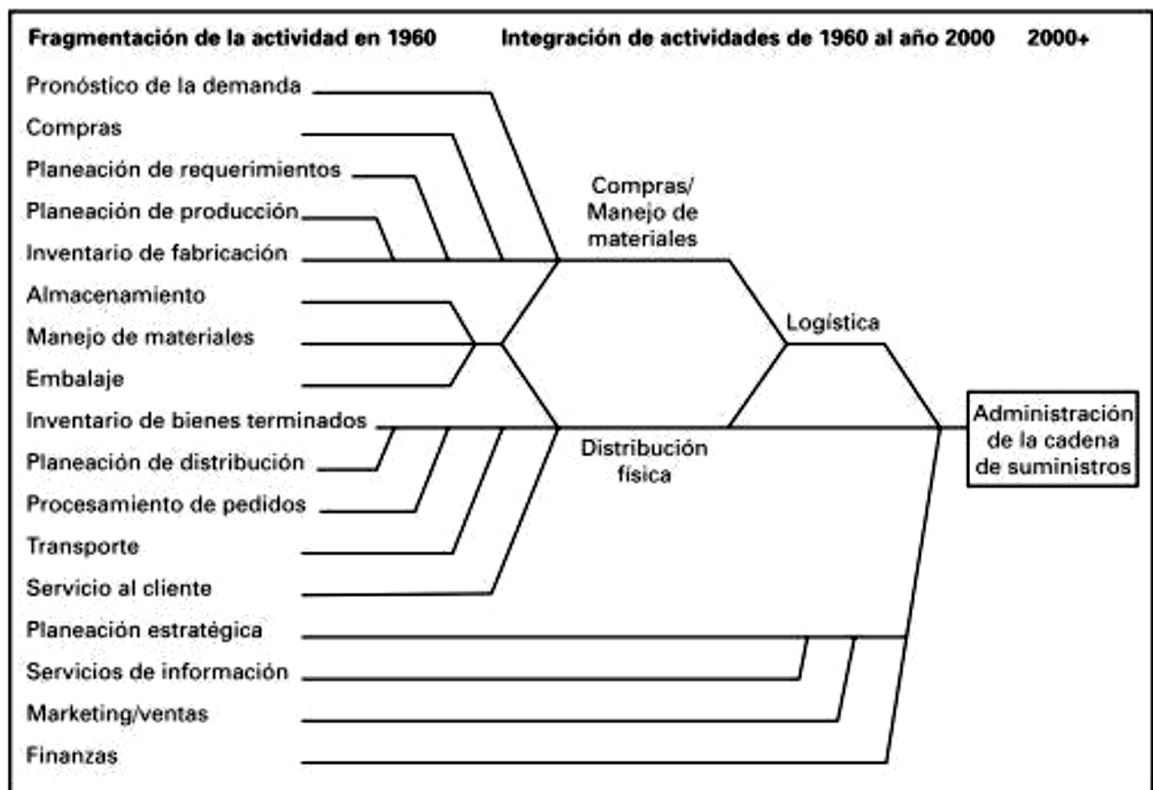 Fragmentación de la actividad en 1960 Integración de actividades de 1960 al año 2000 2000+
Pronóstico de la demanda
Compras
Planeación de requerimientos
Planeación de producción
Inventario de fabricación
Almacenamiento
Manejo de materiales
Embalaje
Inventario de bienes terminados
Planeación de distribución
Procesamiento de pedidos
Transporte
Servicio al cliente
Planeación estratégica
Servicios de información
Marketing/ventas
Finanzas
Compras/
Manejo de
materiales
Distribución
física
Logística
Administración
de la cadena
de suministros